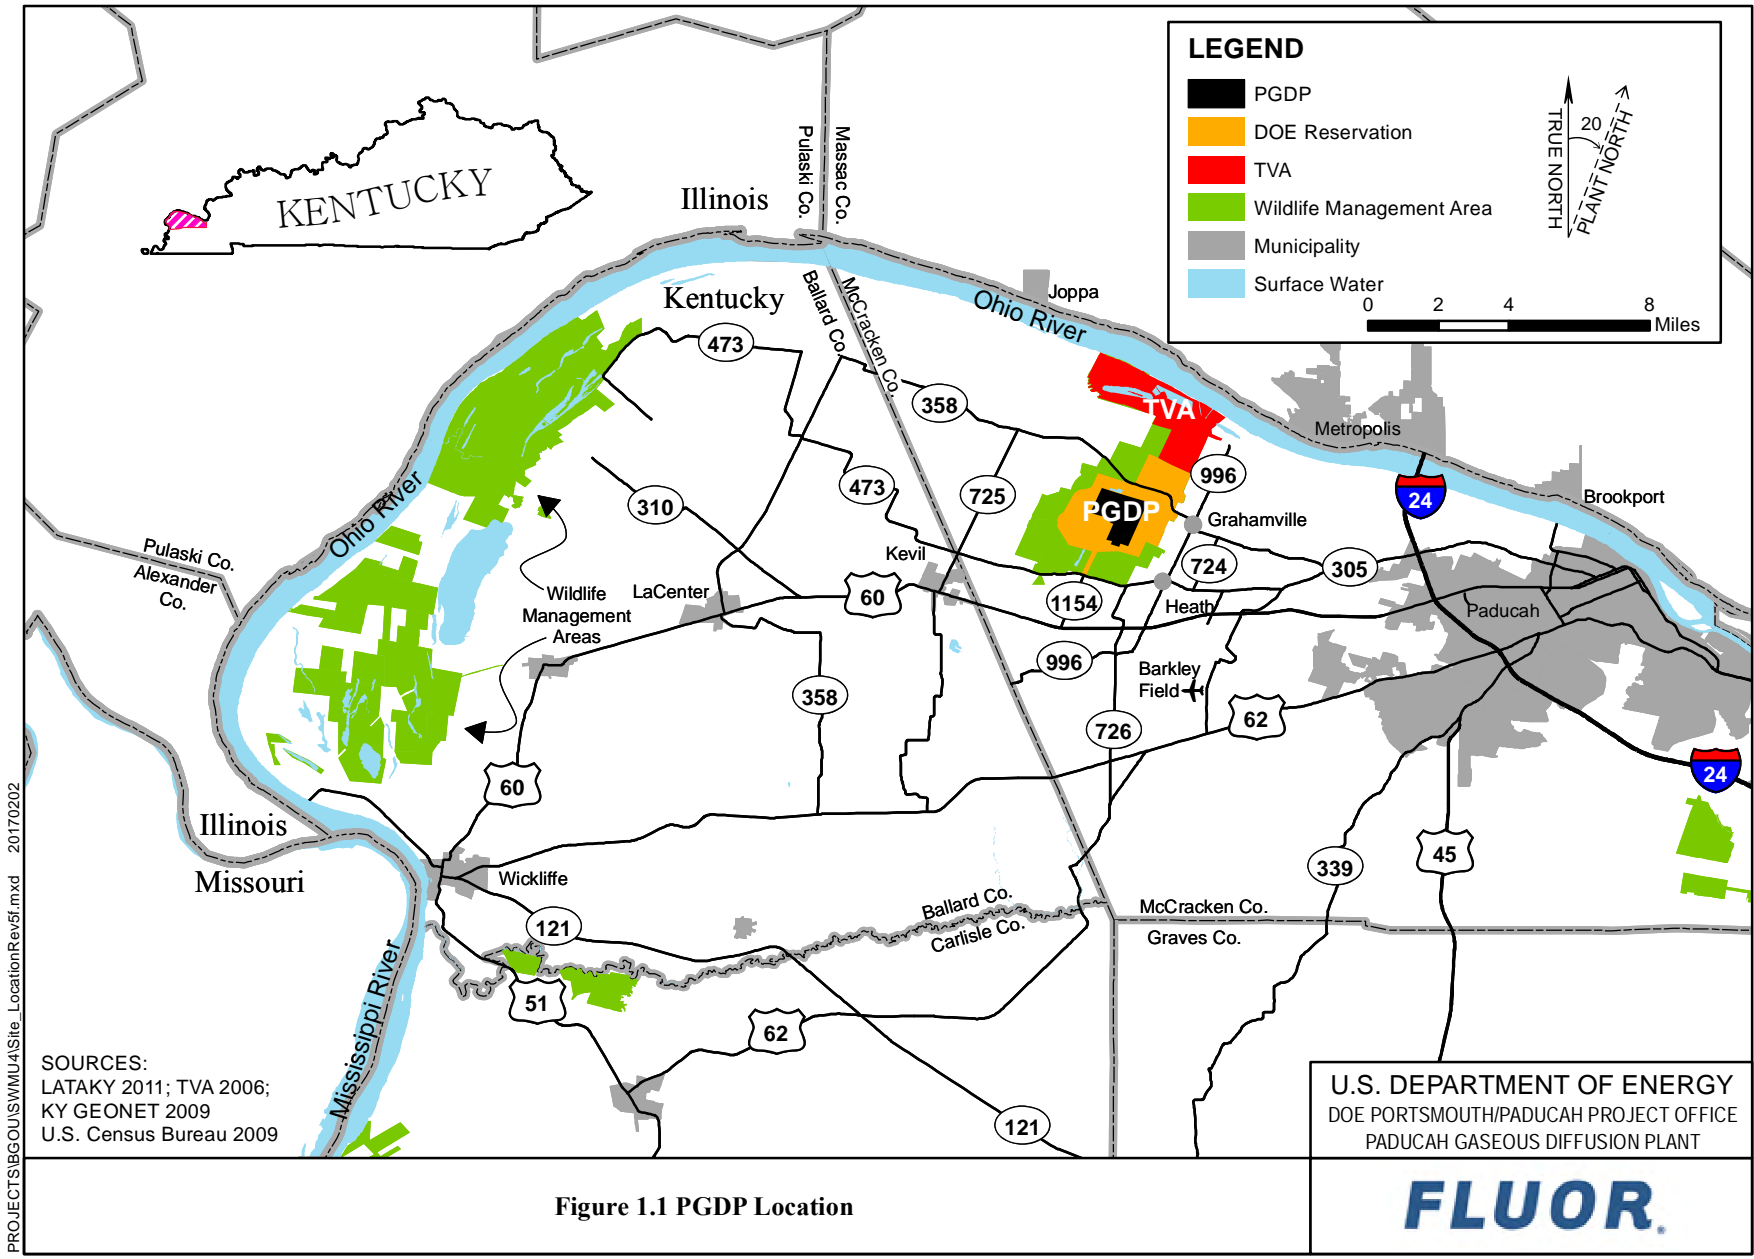 LEGEND
PGDP
DOE Reservation
TVA
Wildlife Management Area
Municipality
Surface Water
0 2 4 8
Miles
TRUE NORTH
20
PLANT NORTH
KENTUCKY
Illinois
Pulaski Co.
Massac Co.
Kentucky
Ballard Co.
McCracken Co.
Ohio River
Joppa
473
358
TVA
Metropolis
996
24
Brookport
473
725
310
PGDP
Grahamville
Ohio River
Kevil
724
305
Pulaski Co.
Alexander
Co.
Wildlife
Management
Areas
LaCenter
60
1154
Heath
Paducah
996
Barkley
Field
358
62
726
60
24
Illinois
Missouri
Wickliffe
339
45
121
Ballard Co.
Carlisle Co.
McCracken Co.
Graves Co.
51
62
121
Mississippi River
SOURCES:
LATAKY 2011; TVA 2006;
KY GEONET 2009
U.S. Census Bureau 2009
U.S. DEPARTMENT OF ENERGY
DOE PORTSMOUTH/PADUCAH PROJECT OFFICE
PADUCAH GASEOUS DIFFUSION PLANT
Figure 1.1 PGDP Location
FLUOR®
PROJECTS\BGOU\SWMU4\Site_LocationRev5f.mxd 20170202